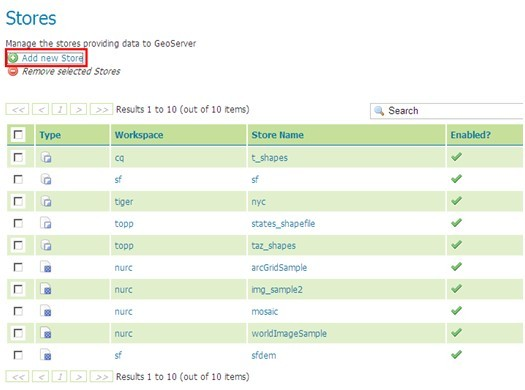 Stores
Manage the stores providing data to GeoServer
Add new Store
Remove selected Stores
<< < 1 > >> Results 1 to 10 (out of 10 items) Search
Type Workspace Store Name Enabled?
cq t_shapes
sf sf
tiger nyc
topp states_shapefile
topp taz_shapes
nurc arcGridSample
nurc img_sample2
nurc mosaic
nurc worldImageSample
sf sfdem
<< < 1 > >> Results 1 to 10 (out of 10 items)